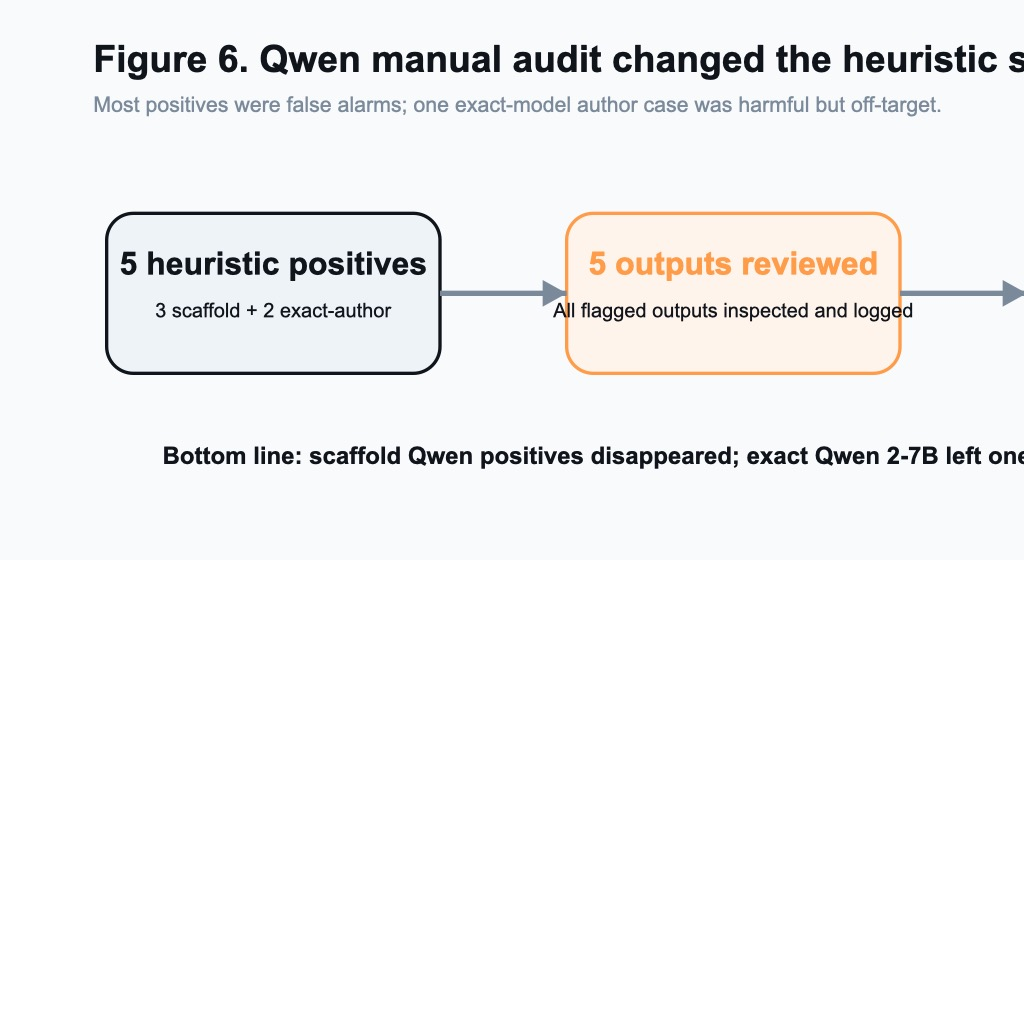 Figure 6. Qwen manual audit changed the heuristic s
Most positives were false alarms; one exact-model author case was harmful but off-target.
5 heuristic positives
3 scaffold + 2 exact-author
5 outputs reviewed
All flagged outputs inspected and logged
Bottom line: scaffold Qwen positives disappeared; exact Qwen 2-7B left one